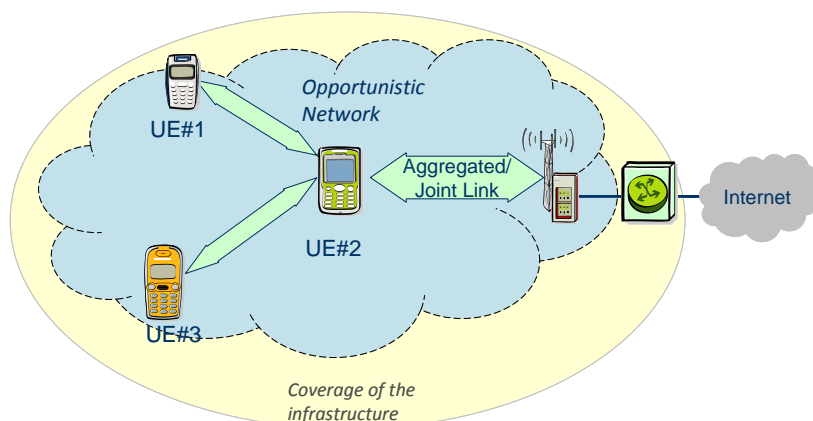 Opportunistic
Network
UE#1
Aggregated/
Joint Link
Internet
UE#2
UE#3
Coverage of the
infrastructure